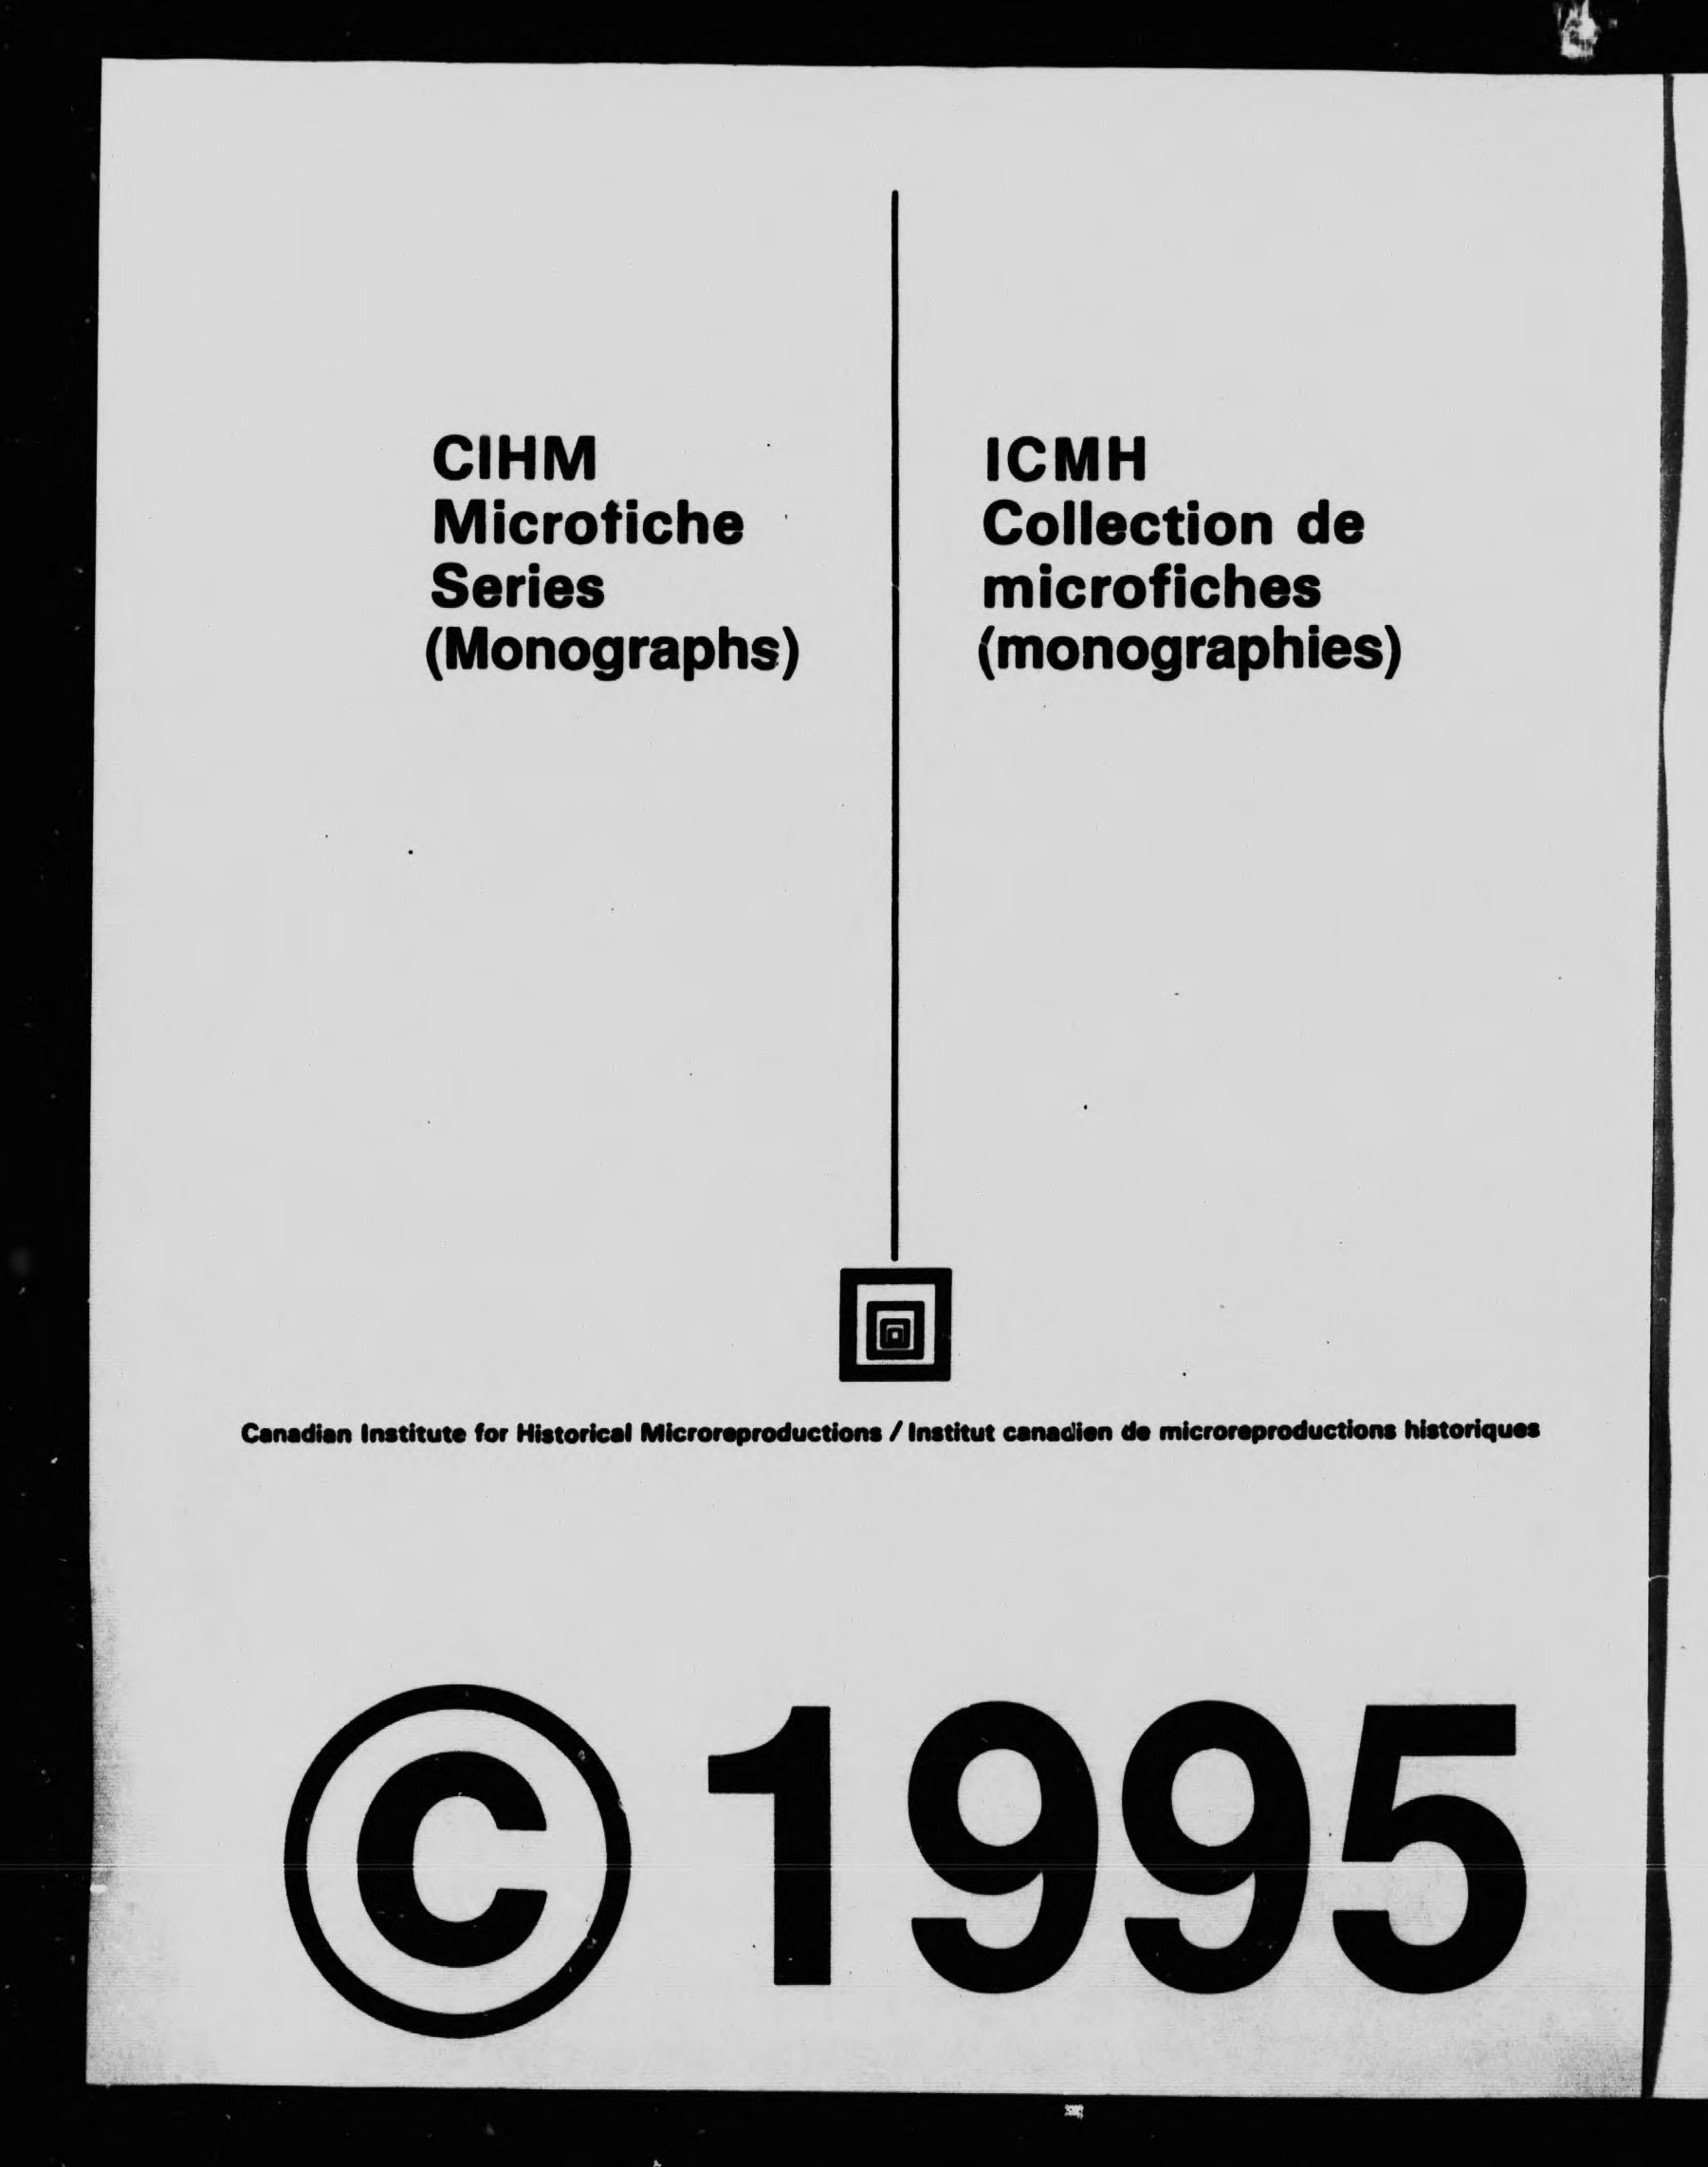 CIHM
Microfiche
Series
(Monographs)
ICMH
Collection de
microfiches
(monographies)
Canadian Institute for Historical Microreproductions / Institut canadien de microreproductions historiques
© 1995